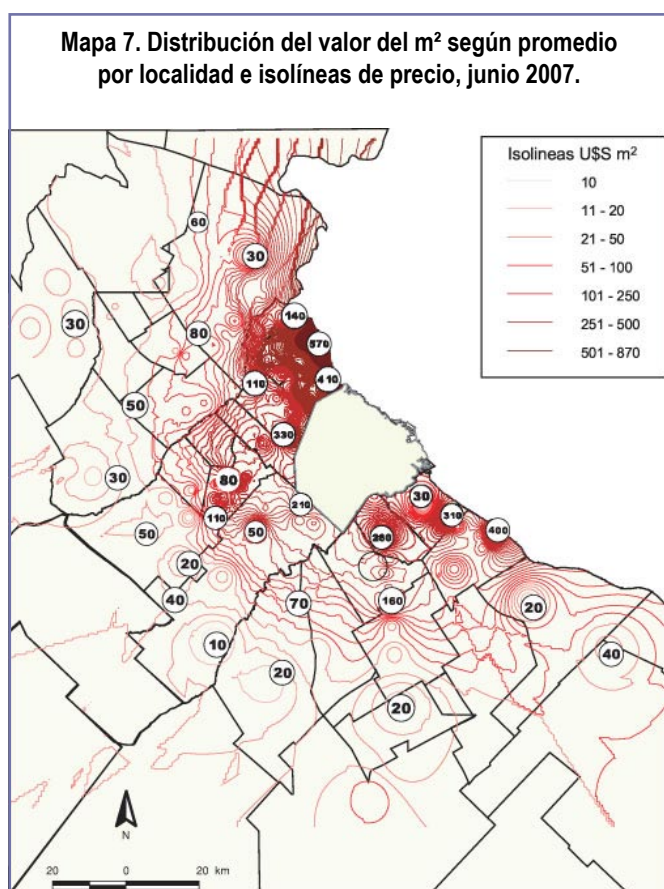 Mapa 7. Distribución del valor del m² según promedio
por localidad e isolíneas de precio, junio 2007.
Isolineas U$S m²
10
11 - 20
21 - 50
51 - 100
101 - 250
251 - 500
501 - 870
60
30
140
30
80
570
110
410
50
330
30
80
210
30
110
50
310
50
280
400
20
40
70
160
20
10
20
40
20
N
20 0 20 km